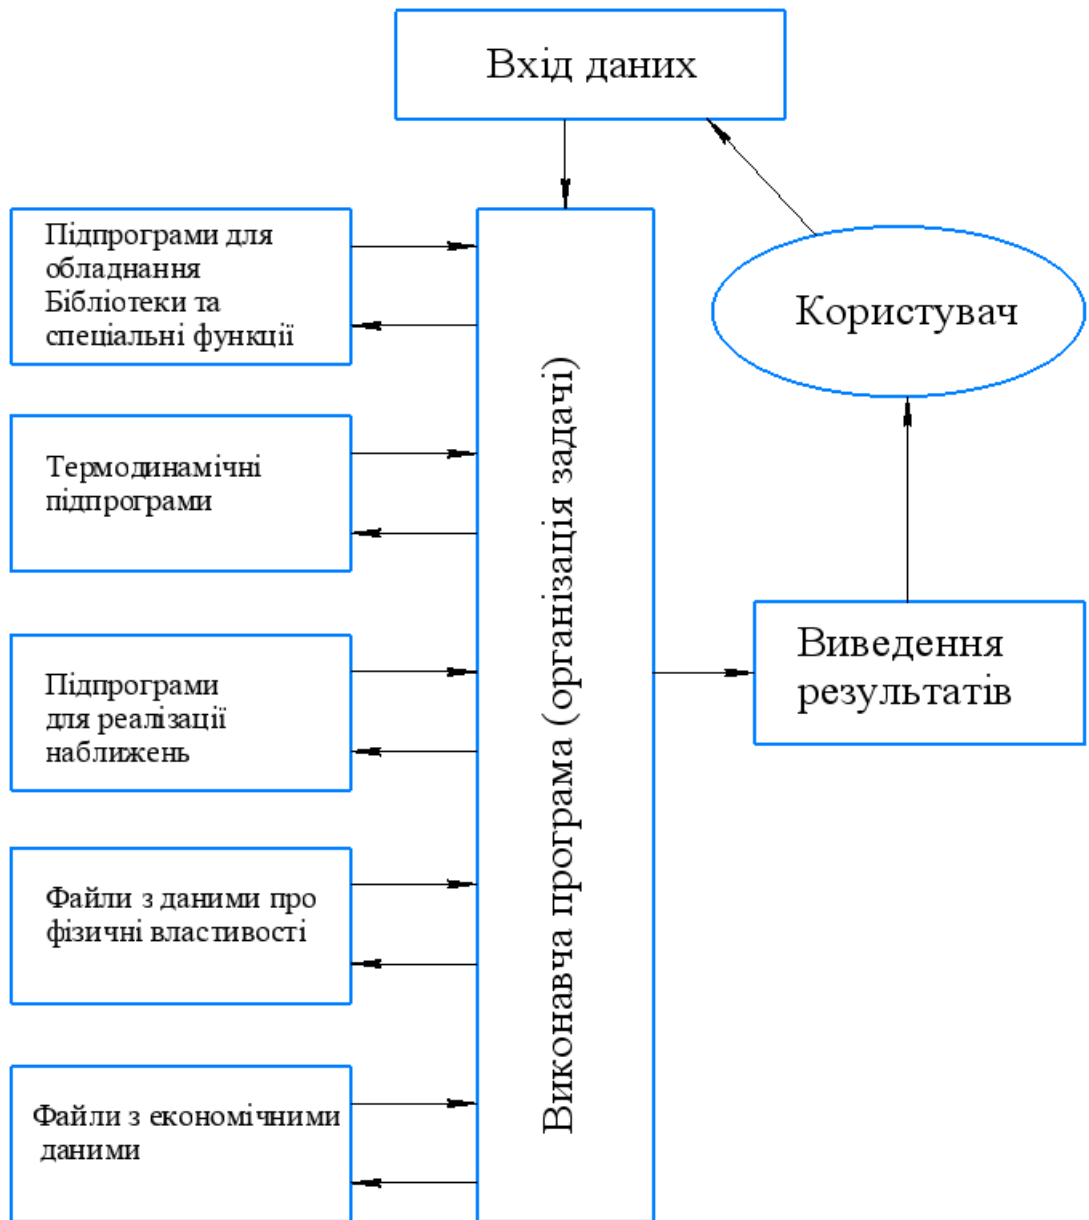 Вхід даних
Підпрограми для
обладнання
Бібліотеки та
спеціальні функції
Термодинамічні
підпрограми
Підпрограми
для реалізації
наближень
Файли з даними про
фізичні властивості
Файли з економічними
даними
Виконавча програма (організація задачі)
Користувач
Виведення
результатів